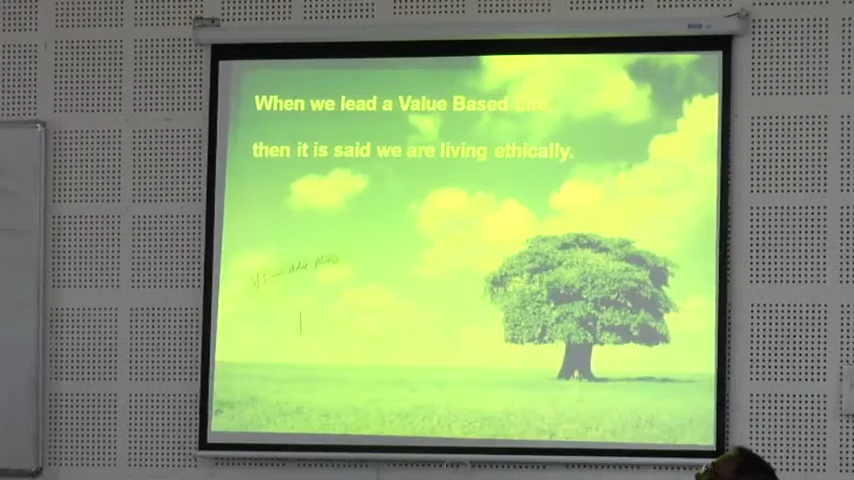 When we lead a Value Based Life,
then it is said we are living ethically.